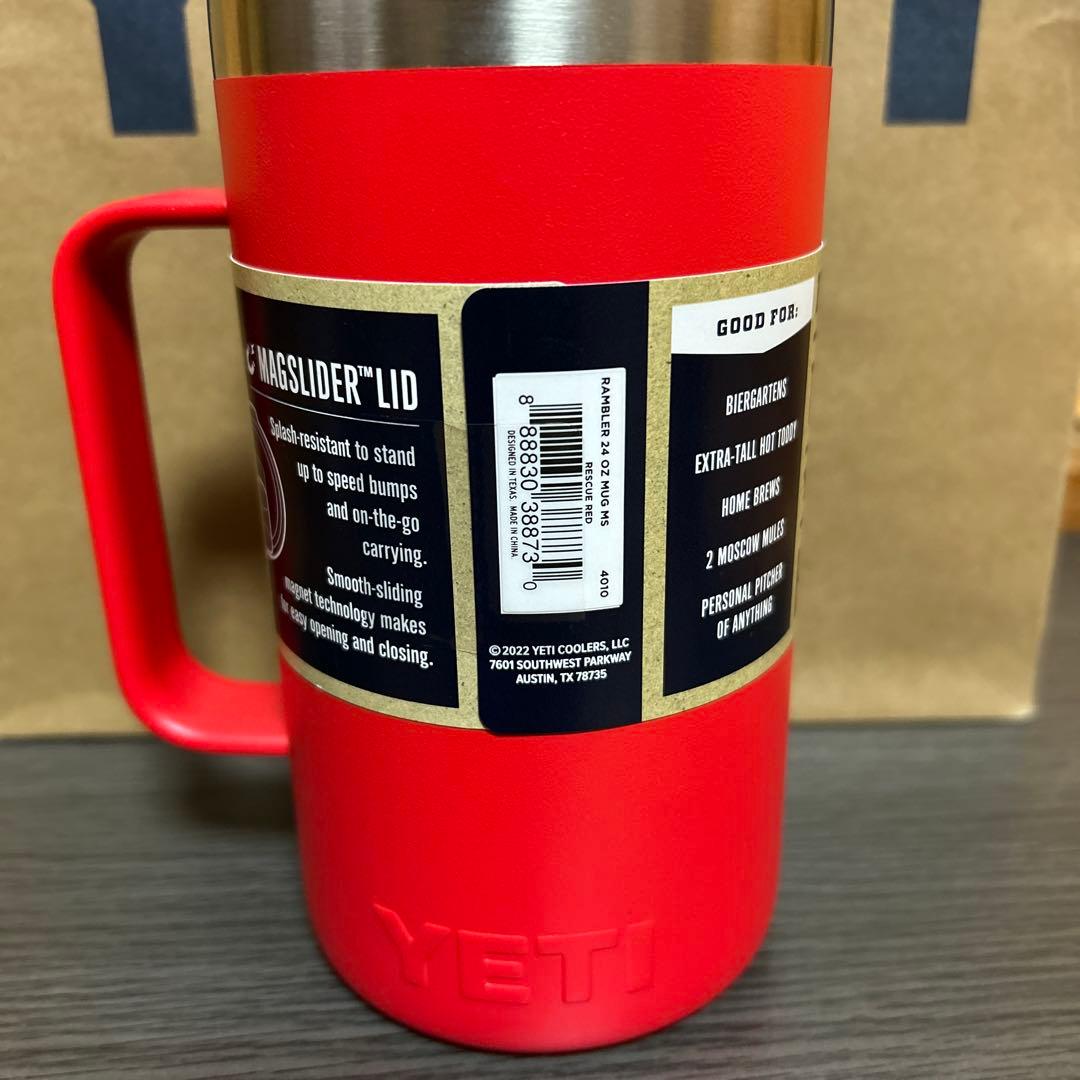 MAGSLIDER™ LID
Splash-resistant to stand
up to speed bumps
and on-the-go
carrying.
Smooth-sliding
magnet technology makes
for easy opening and closing.
RAMBLER 24 OZ MUG MS
RESCUE RED
4010
8 88830 38873 0
DESIGNED IN TEXAS. MADE IN CHINA
© 2022 YETI COOLERS, LLC
7601 SOUTHWEST PARKWAY
AUSTIN, TX 78735
GOOD FOR:
BIERGARTENS
EXTRA-TALL HOT TODDY
HOME BREWS
2 MOSCOW MULES
PERSONAL PITCHER
OF ANYTHING
YETI